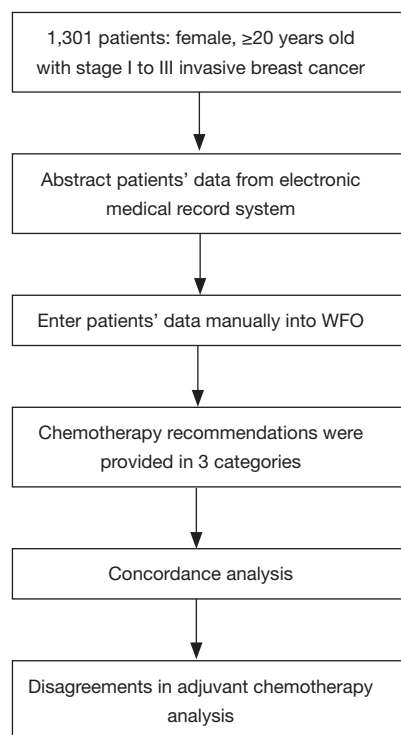 1,301 patients: female, ≥20 years old
with stage I to III invasive breast cancer
Abstract patients’ data from electronic
medical record system
Enter patients’ data manually into WFO
Chemotherapy recommendations were
provided in 3 categories
Concordance analysis
Disagreements in adjuvant chemotherapy
analysis